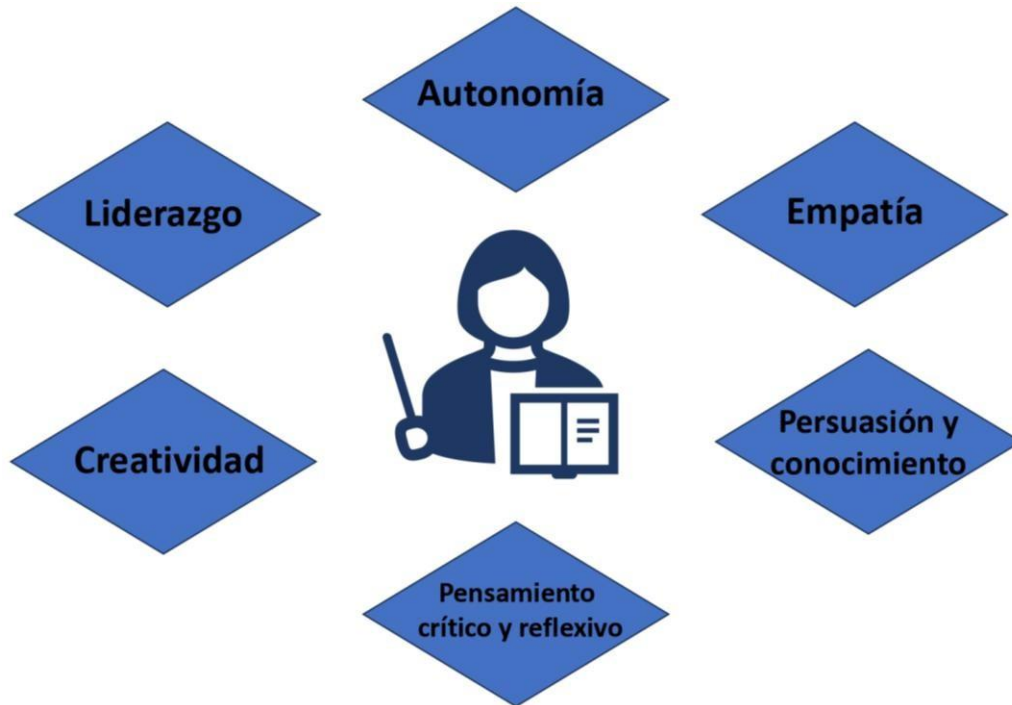 Autonomía
Liderazgo
Empatía
Creatividad
Persuasión y
conocimiento
Pensamiento
crítico y reflexivo